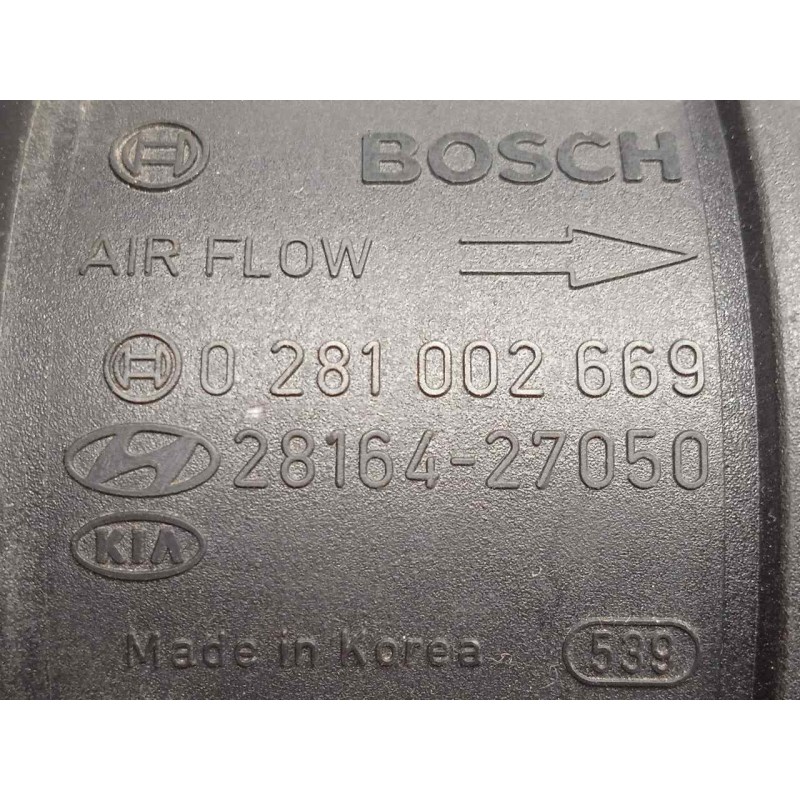 BOSCH
AIR FLOW
0 281 002 669
28164-27050
KIA
Made in Korea 539